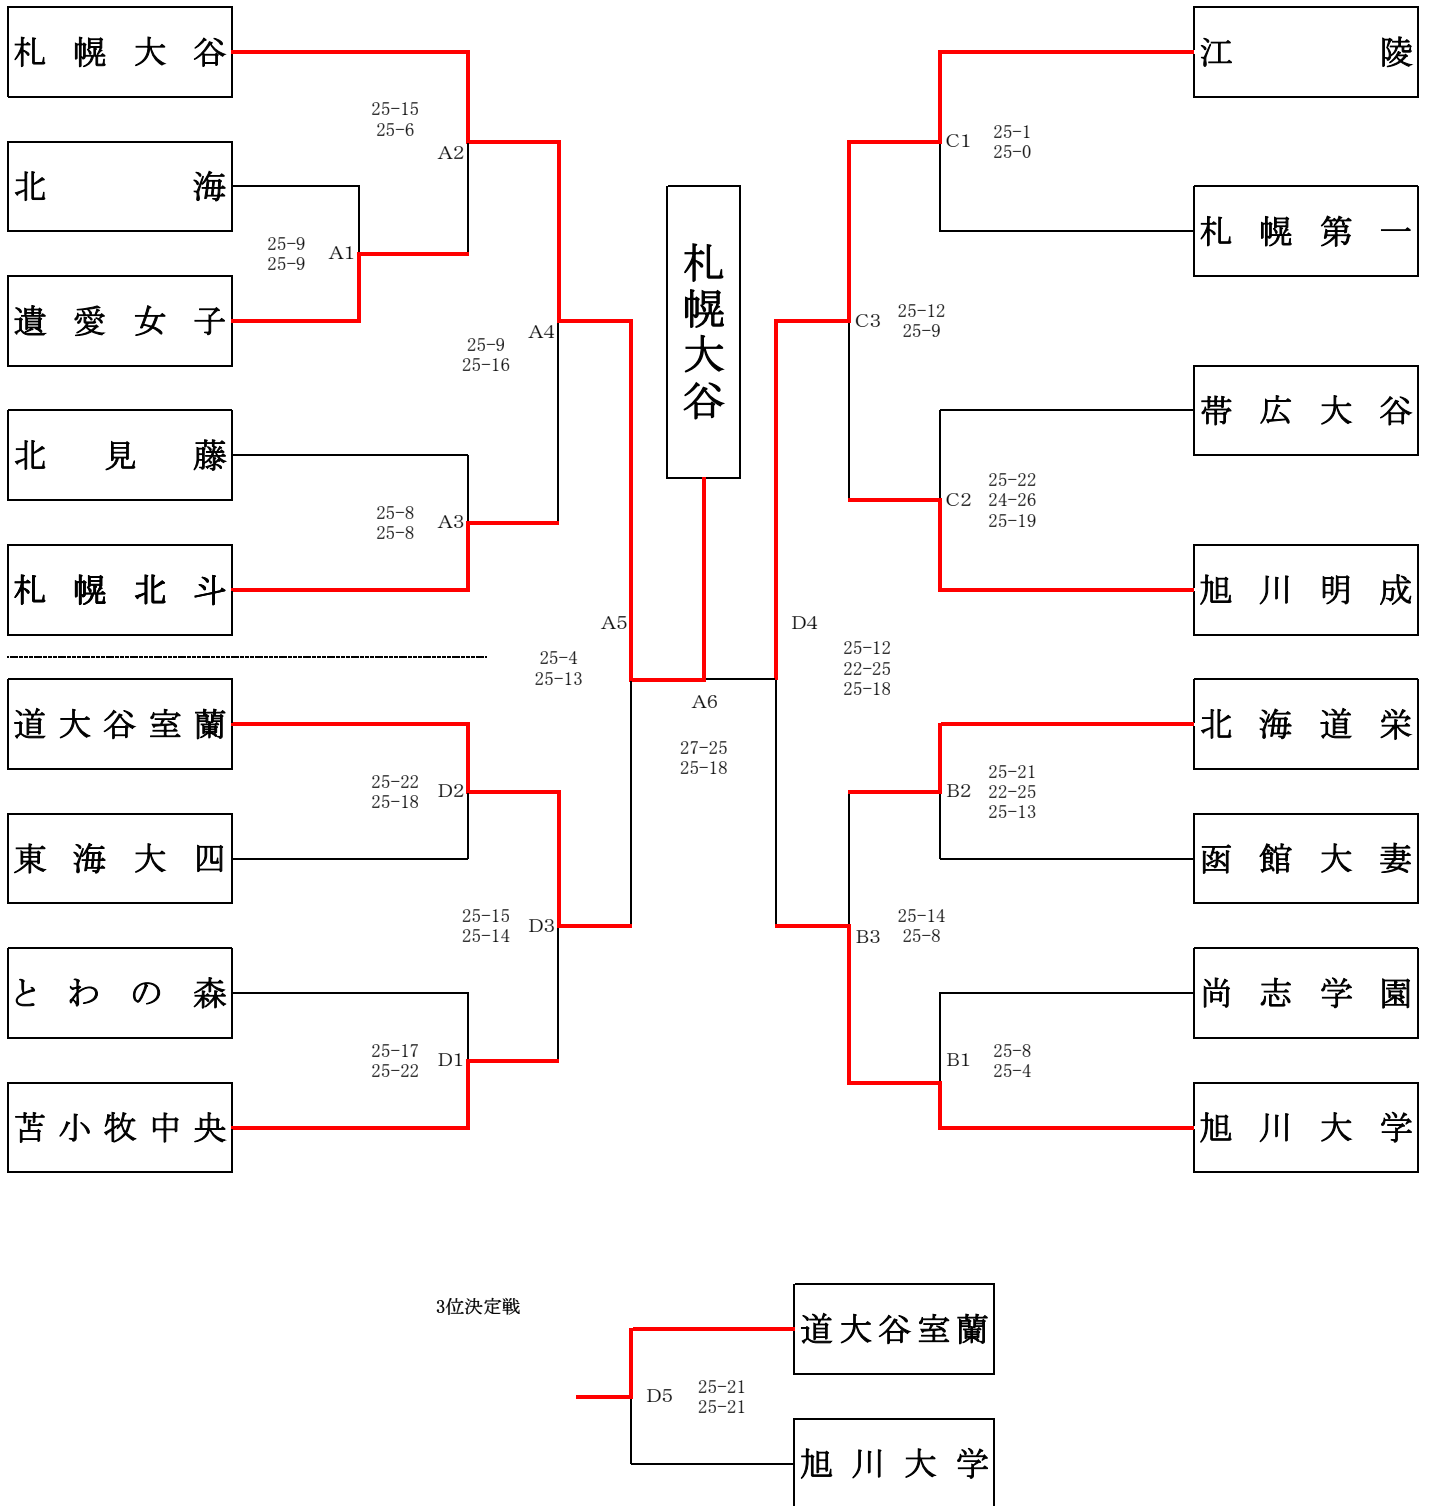 札幌大谷
北海
遺愛女子
北見藤
札幌北斗
道大谷室蘭
東海大四
とわの森
苫小牧中央
25-15
25-6
A2
25-9
25-9
A1
A4
25-9
25-16
25-8
25-8
A3
A5
25-4
25-13
25-22
25-18
D2
25-15
25-14
D3
25-17
25-22
D1
札幌大谷
A6
27-25
25-18
D4
25-12
22-25
25-18
C1
25-1
25-0
C3
25-12
25-9
C2
25-22
24-26
25-19
B2
25-21
22-25
25-13
B3
25-14
25-8
B1
25-8
25-4
江陵
札幌第一
帯広大谷
旭川明成
北海道栄
函館大妻
尚志学園
旭川大学
3位決定戦
道大谷室蘭
D5
25-21
25-21
旭川大学